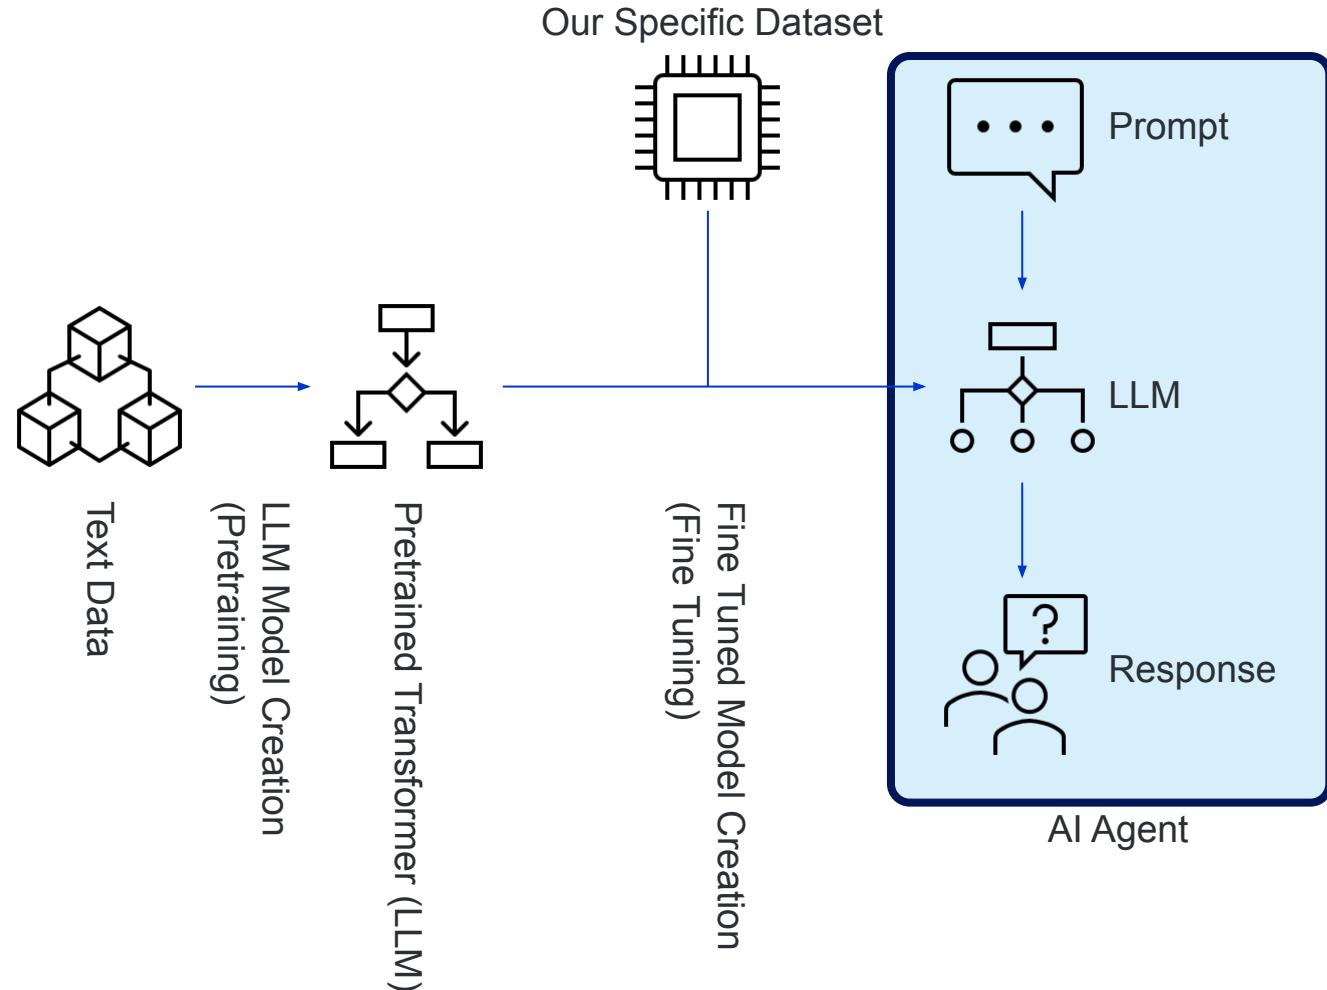 Our Specific Dataset
Prompt
LLM
Response
AI Agent
Text Data
LLM Model Creation
(Pretraining)
Pretrained Transformer (LLM)
Fine Tuned Model Creation
(Fine Tuning)
?